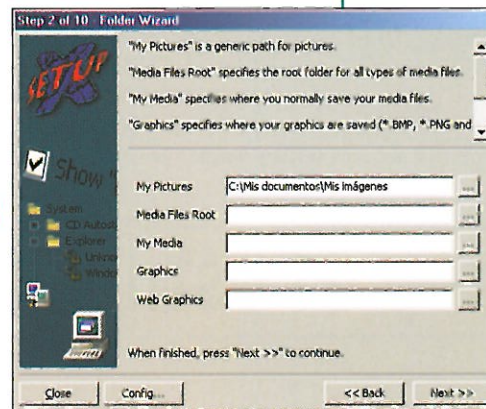 Step 2 of 10 - Folder Wizard
"My Pictures" is a generic path for pictures.
"Media Files Root" specifies the root folder for all types of media files.
"My Media" specifies where you normally save your media files.
"Graphics" specifies where your graphics are saved (*.BMP, *.PNG and
SETUP
Show
System
CD Autost
Explorer
Unkno
Windo
My Pictures
C:\Mis documentos\Mis imágenes
...
Media Files Root
...
My Media
...
Graphics
...
Web Graphics
...
When finished, press "Next >>" to continue.
Close
Config...
<< Back
Next >>